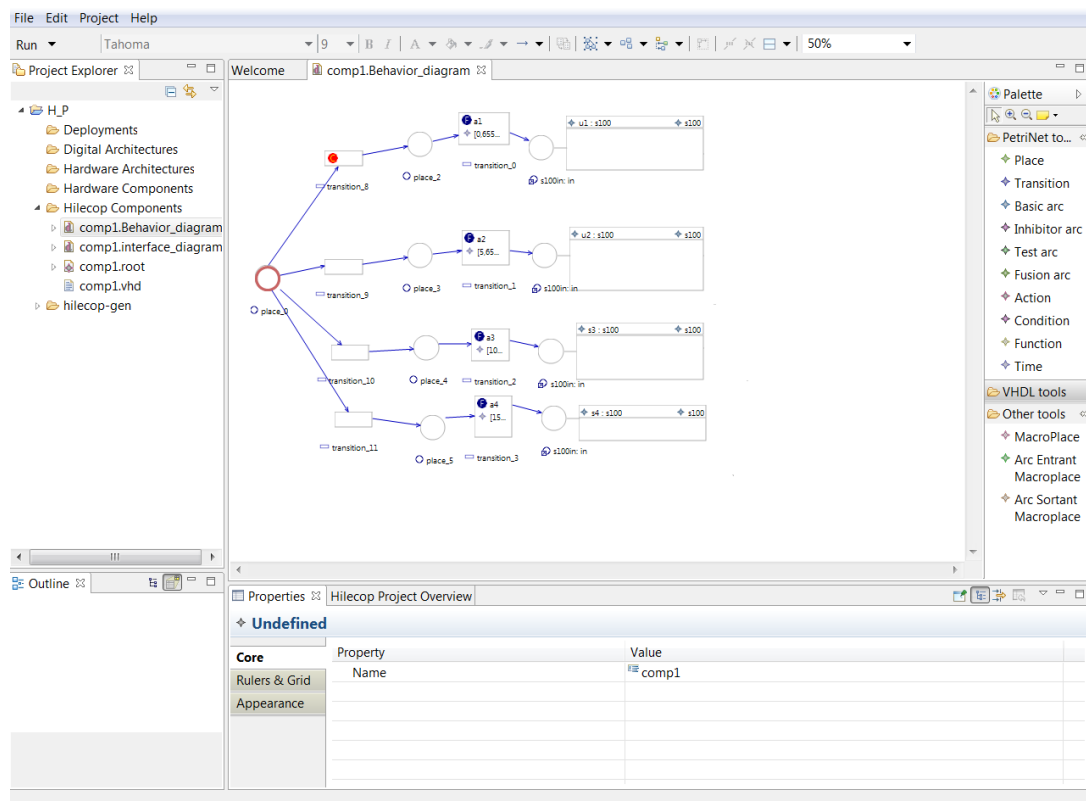 File Edit Project Help
Run Tahoma 9 B I A 50%
Project Explorer
H_P
Deployments
Digital Architectures
Hardware Architectures
Hardware Components
Hilecop Components
comp1.Behavior_diagram
comp1.interface_diagram
comp1.root
comp1.vhd
hilecop-gen
Outline
Welcome comp1.Behavior_diagram
C
transition_8
place_2
F a1
[0,655...
transition_0
s100in: in
u1 : s100 s100
place_0
transition_9
place_3
F a2
[5,65...
transition_1
s100in: in
u2 : s100 s100
transition_10
place_4
F a3
[10...
transition_2
s100in: in
s3 : s100 s100
transition_11
place_5
F a4
[15...
transition_3
s100in: in
s4 : s100 s100
Palette
PetriNet to...
Place
Transition
Basic arc
Inhibitor arc
Test arc
Fusion arc
Action
Condition
Function
Time
VHDL tools
Other tools
MacroPlace
Arc Entrant
Macroplace
Arc Sortant
Macroplace
Properties Hilecop Project Overview
Undefined
Core
Rulers & Grid
Appearance
Property Value
Name comp1